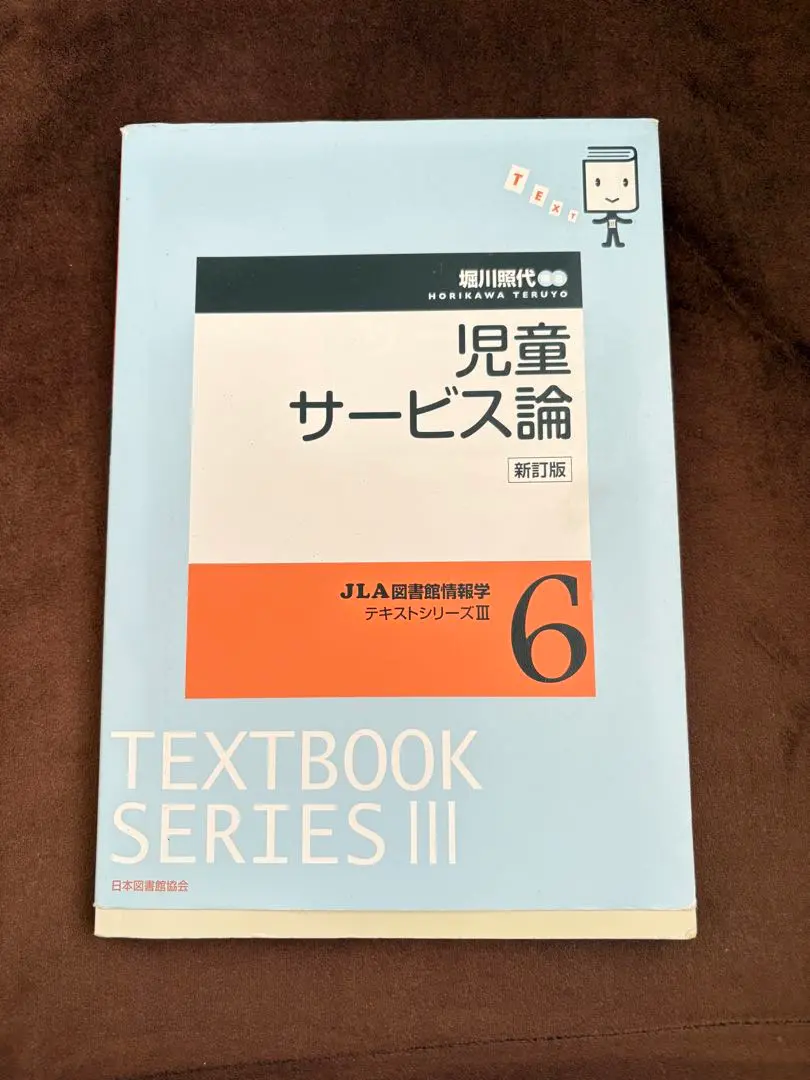 TEXT
堀川照代
HORIKAWA TERUYO
児童
サービス論
新訂版
JLA図書館情報学
テキストシリーズⅢ
6
TEXTBOOK
SERIES III
日本図書館協会